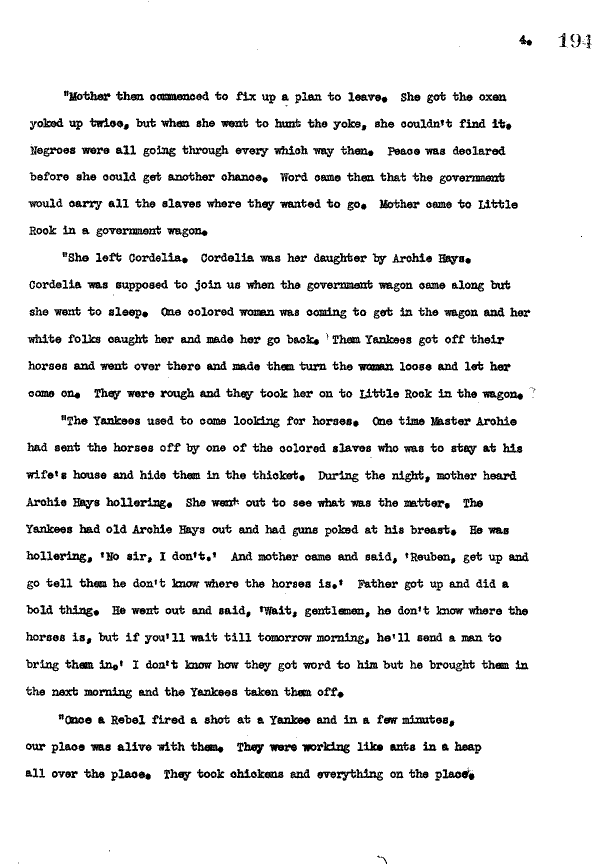 4. 194
"Mother then commenced to fix up a plan to leave. She got the oxen
yoked up twice, but when she went to hunt the yoke, she couldn't find it.
Negroes were all going through every which way then. Peace was declared
before she could get another chance. Word came then that the government
would carry all the slaves where they wanted to go. Mother came to Little
Rock in a government wagon.
"She left Cordelia. Cordelia was her daughter by Archie Hays.
Cordelia was supposed to join us when the government wagon came along but
she went to sleep. One colored woman was coming to get in the wagon and her
white folks caught her and made her go back. Them Yankees got off their
horses and went over there and made them turn the woman loose and let her
come on. They were rough and they took her on to Little Rock in the wagon. ?
"The Yankees used to come looking for horses. One time Master Archie
had sent the horses off by one of the colored slaves who was to stay at his
wife's house and hide them in the thicket. During the night, mother heard
Archie Hays hollering. She went out to see what was the matter. The
Yankees had old Archie Hays out and had guns poked at his breast. He was
hollering, 'No sir, I don't.' And mother came and said, 'Reuben, get up and
go tell them he don't know where the horses is.' Father got up and did a
bold thing. He went out and said, 'Wait, gentlemen, he don't know where the
horses is, but if you'll wait till tomorrow morning, he'll send a man to
bring them in.' I don't know how they got word to him but he brought them in
the next morning and the Yankees taken them off.
"Once a Rebel fired a shot at a Yankee and in a few minutes,
our place was alive with them. They were working like ants in a heap
all over the place. They took chickens and everything on the place.